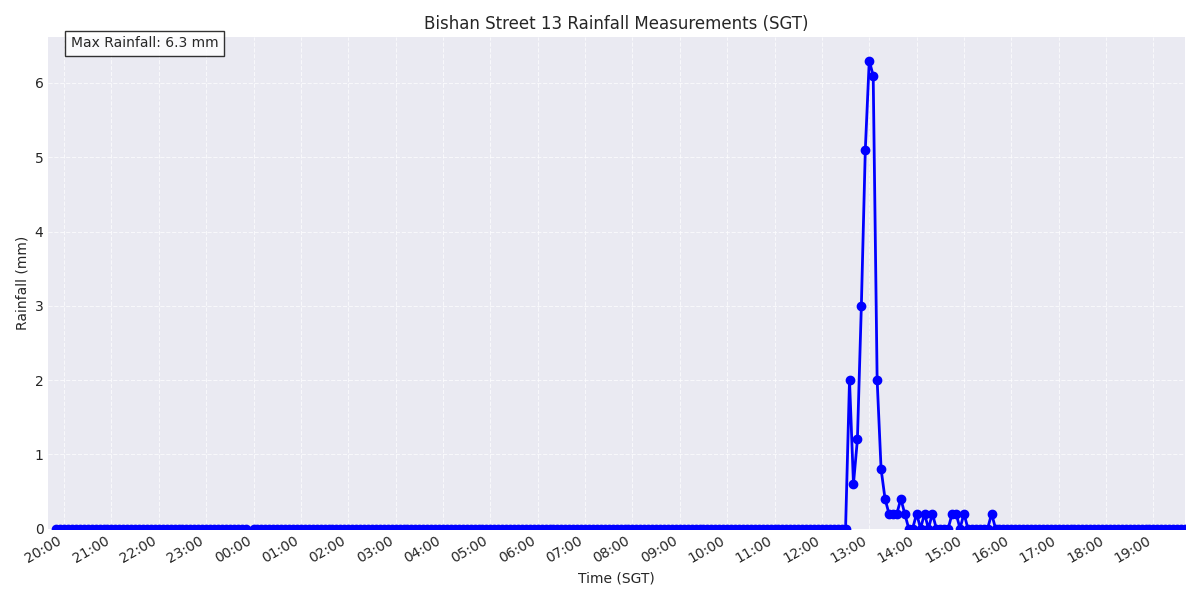 Bishan Street 13 Rainfall Measurements (SGT)
Max Rainfall: 6.3 mm
6
5
4
3
2
1
0
Rainfall (mm)
20:00 21:00 22:00 23:00 00:00 01:00 02:00 03:00 04:00 05:00 06:00 07:00 08:00 09:00 10:00 11:00 12:00 13:00 14:00 15:00 16:00 17:00 18:00 19:00
Time (SGT)